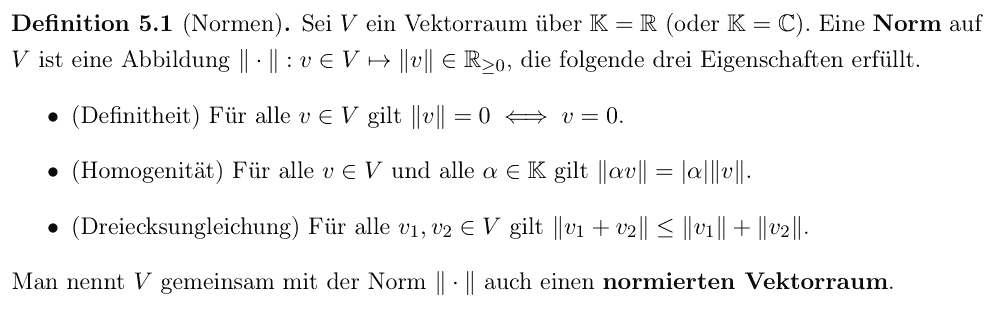 Definition 5.1 (Normen). Sei V ein Vektorraum über 𝕂 = ℝ (oder 𝕂 = ℂ). Eine Norm auf
V ist eine Abbildung ‖ · ‖ : v ∈ V ↦ ‖v‖ ∈ ℝ≥0, die folgende drei Eigenschaften erfüllt.
• (Definitheit) Für alle v ∈ V gilt ‖v‖ = 0 ⟺ v = 0.
• (Homogenität) Für alle v ∈ V und alle α ∈ 𝕂 gilt ‖αv‖ = |α|‖v‖.
• (Dreiecksungleichung) Für alle v₁, v₂ ∈ V gilt ‖v₁ + v₂‖ ≤ ‖v₁‖ + ‖v₂‖.
Man nennt V gemeinsam mit der Norm ‖ · ‖ auch einen normierten Vektorraum.